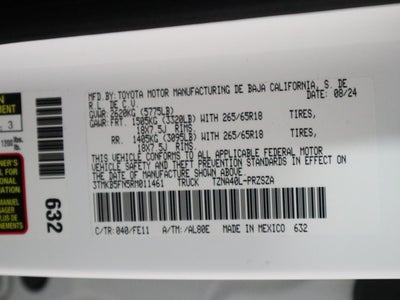 MFD BY:TOYOTA MOTOR MANUFACTURING DE BAJA CALIFORNIA, S. DE
R.L. DE C.V. DATE: 08/24
GVWR: 2620KG (5775LB)
GAWR: FRT. 1505KG (3320LB) WITH 265/65R18 TIRES,
18X7.5J RIMS
RR. 1405KG (3095LB) WITH 265/65R18 TIRES,
18X7.5J RIMS
THIS VEHICLE CONFORMS TO ALL APPLICABLE FEDERAL MOTOR
VEHICLE SAFETY AND THEFT PREVENTION STANDARDS IN EFFECT ON
THE DATE OF MANUFACTURE SHOWN ABOVE.
3TMKB5FN5RM011461 TRUCK TZNA40L-PRZSZA
C/TR: 040/FE11 A/TM: /AL80E MADE IN MEXICO 632
632
3
MANUAL